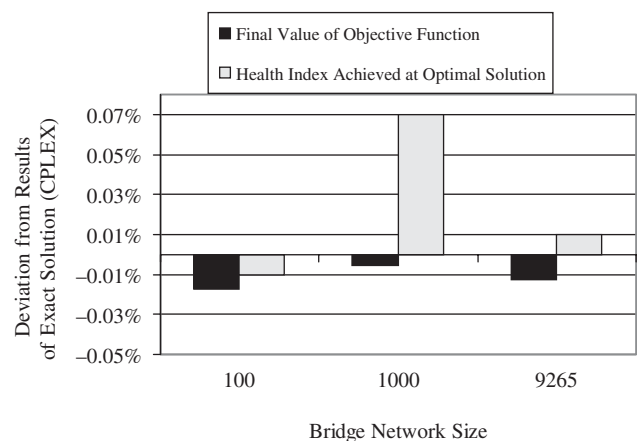 Final Value of Objective Function
Health Index Achieved at Optimal Solution
Deviation from Results
of Exact Solution (CPLEX)
0.07%
0.05%
0.03%
0.01%
−0.01%
−0.03%
−0.05%
100
1000
9265
Bridge Network Size